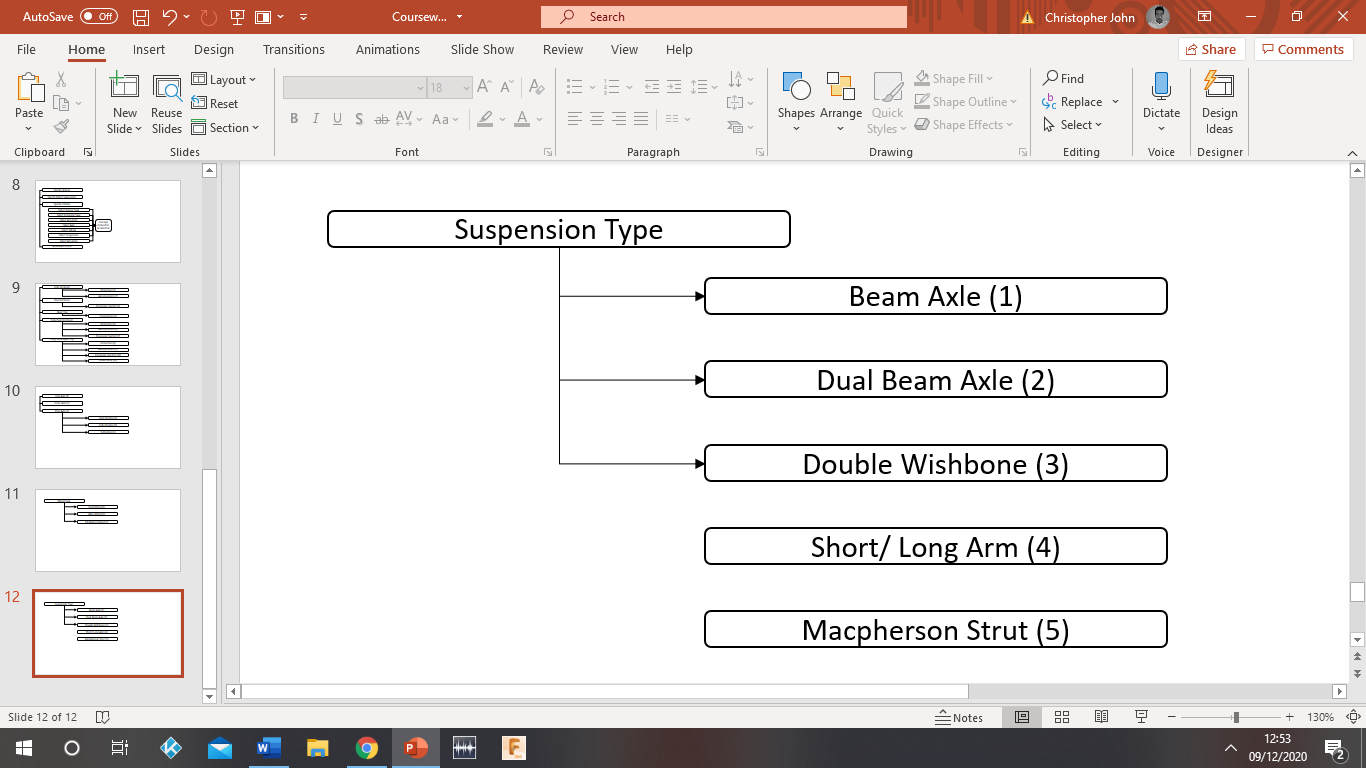 AutoSave Off Coursew... Search Christopher John
File Home Insert Design Transitions Animations Slide Show Review View Help Share Comments
Paste
Clipboard
New Slide
Reuse Slides
Layout
Reset
Section
Slides
18
B I U S ab AV Aa A
Font
Paragraph
Shapes Arrange Quick Styles
Shape Fill
Shape Outline
Shape Effects
Drawing
Find
Replace
Select
Editing
Dictate
Voice
Design Ideas
Designer
8
9
10
11
12
Suspension Type
Beam Axle (1)
Dual Beam Axle (2)
Double Wishbone (3)
Short/ Long Arm (4)
Macpherson Strut (5)
Slide 12 of 12 Notes 130%
12:53
09/12/2020
2